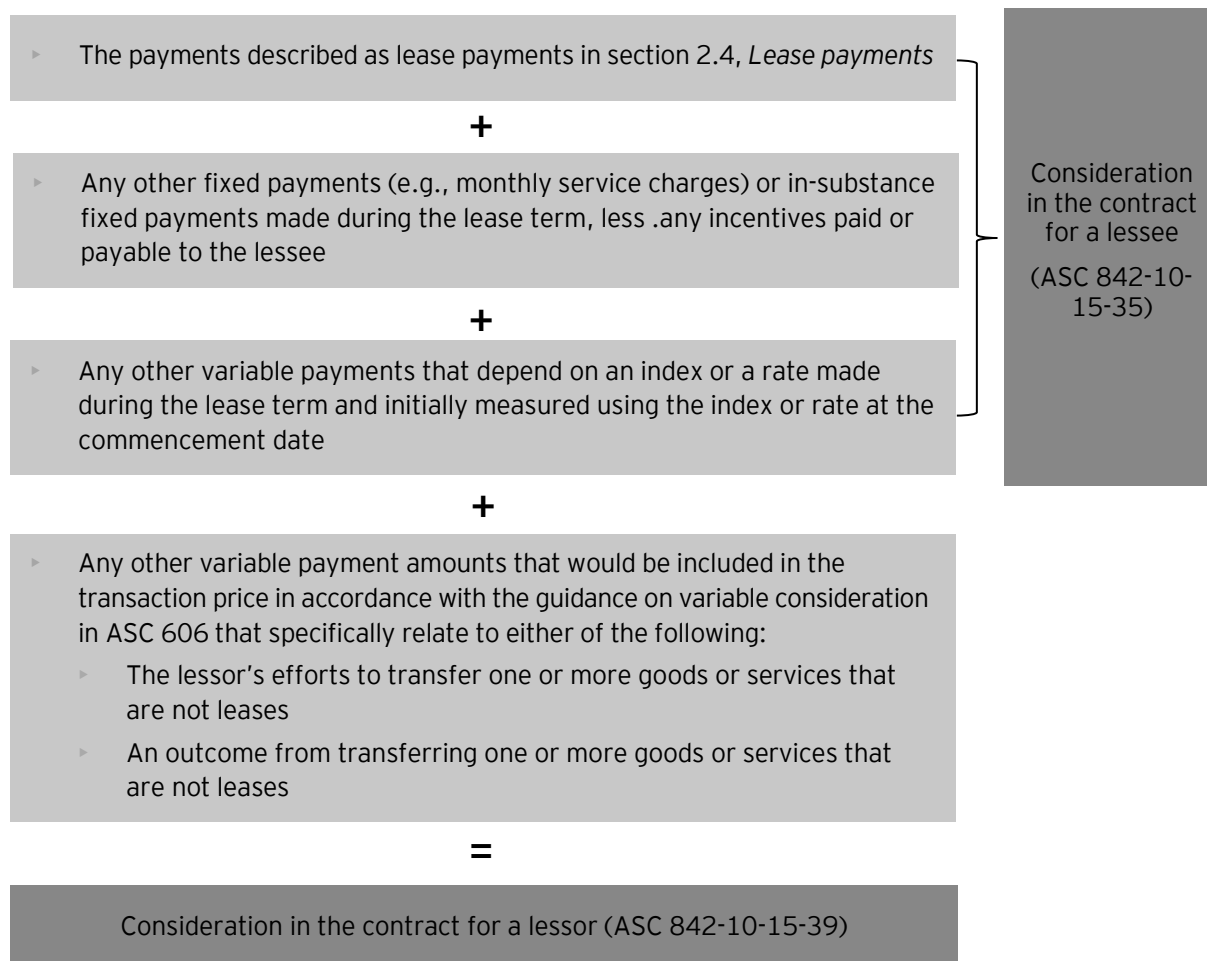 ▸ The payments described as lease payments in section 2.4, Lease payments
+
▸ Any other fixed payments (e.g., monthly service charges) or in-substance
fixed payments made during the lease term, less .any incentives paid or
payable to the lessee
+
▸ Any other variable payments that depend on an index or a rate made
during the lease term and initially measured using the index or rate at the
commencement date
Consideration
in the contract
for a lessee
(ASC 842-10-
15-35)
+
▸ Any other variable payment amounts that would be included in the
transaction price in accordance with the guidance on variable consideration
in ASC 606 that specifically relate to either of the following:
▸ The lessor's efforts to transfer one or more goods or services that
are not leases
▸ An outcome from transferring one or more goods or services that
are not leases
=
Consideration in the contract for a lessor (ASC 842-10-15-39)